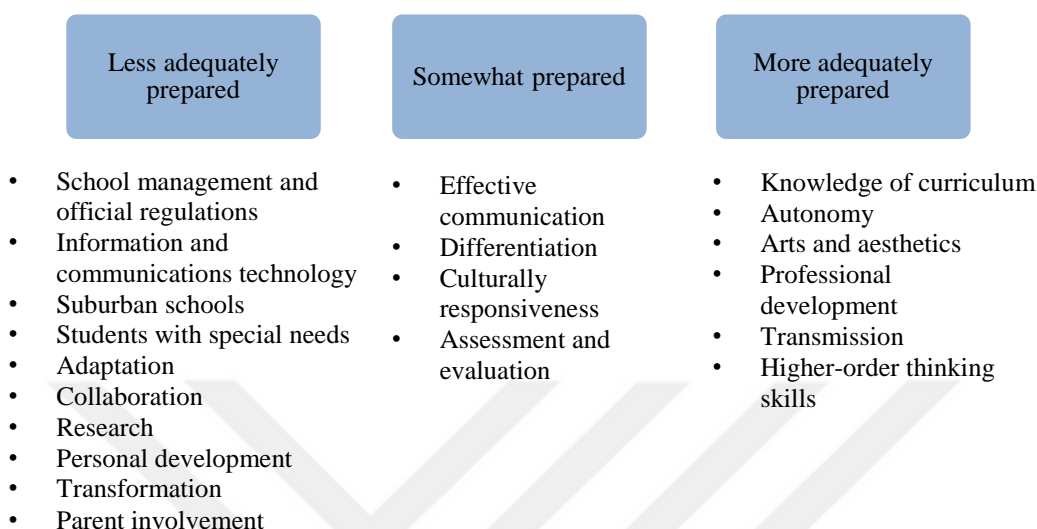 Less adequately
prepared
Somewhat prepared
More adequately
prepared
• School management and
official regulations
• Information and
communications technology
• Suburban schools
• Students with special needs
• Adaptation
• Collaboration
• Research
• Personal development
• Transformation
• Parent involvement
• Effective
communication
• Differentiation
• Culturally
responsiveness
• Assessment and
evaluation
• Knowledge of curriculum
• Autonomy
• Arts and aesthetics
• Professional
development
• Transmission
• Higher-order thinking
skills